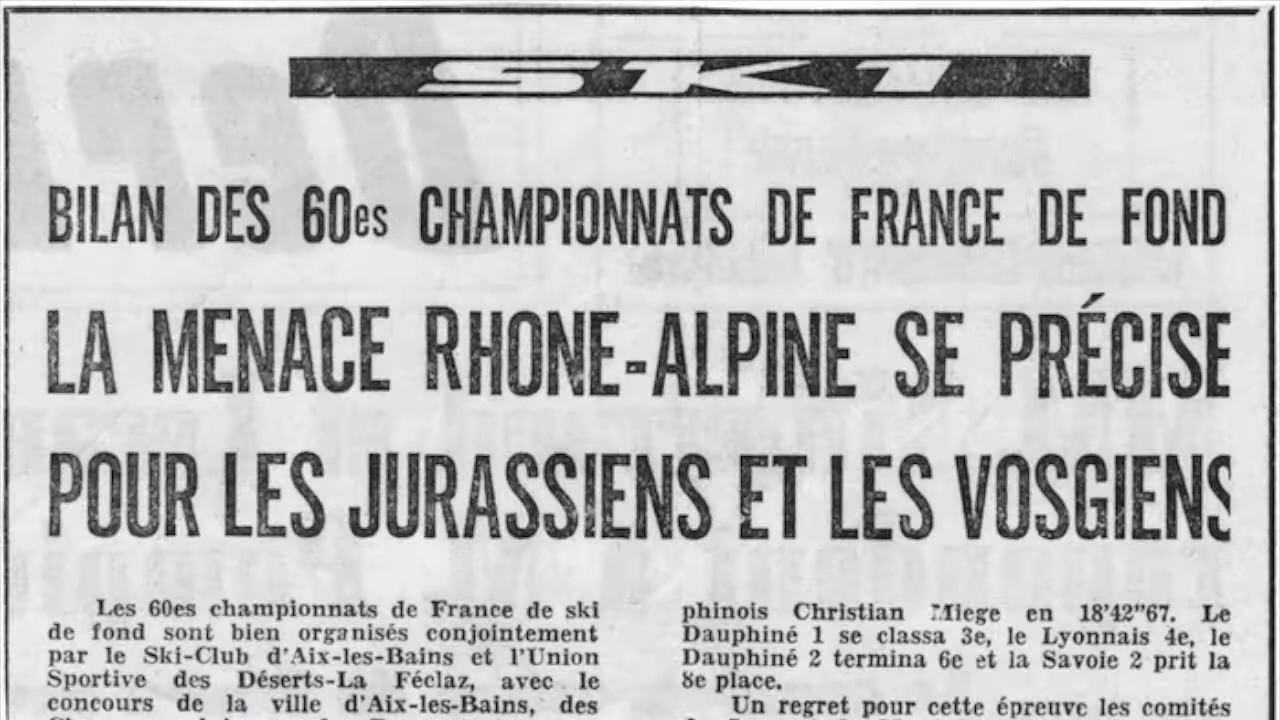 SKI
BILAN DES 60es CHAMPIONNATS DE FRANCE DE FOND
LA MENACE RHONE-ALPINE SE PRÉCISE
POUR LES JURASSIENS ET LES VOSGIENS
Les 60es championnats de France de ski
de fond sont bien organisés conjointement
par le Ski-Club d'Aix-les-Bains et l'Union
Sportive des Déserts-La Féclaz, avec le
concours de la ville d'Aix-les-Bains, des
phinois Christian Miege en 18'42"67. Le
Dauphiné 1 se classa 3e, le Lyonnais 4e, le
Dauphiné 2 termina 6e et la Savoie 2 prit la
8e place.
Un regret pour cette épreuve les comités